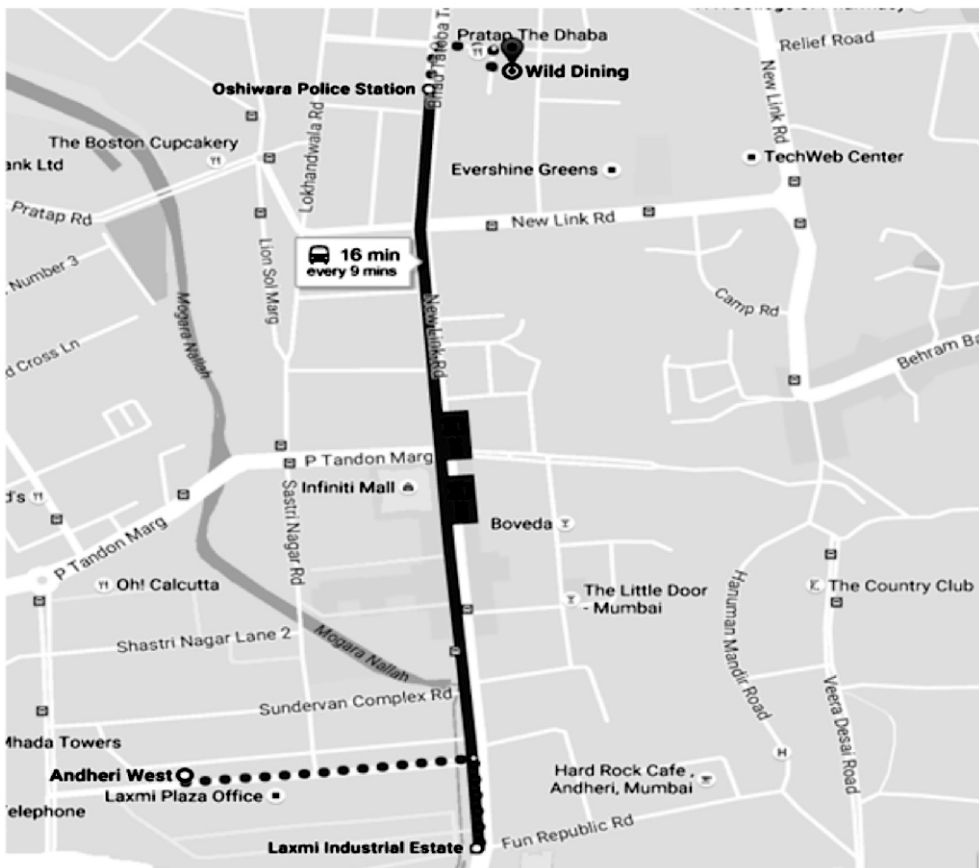 Pratap The Dhaba
Relief Road
Wild Dining
Oshiwara Police Station
New Link Rd
The Boston Cupcakery
Lokhandwala Rd
ank Ltd
Evershine Greens
TechWeb Center
Pratap Rd
New Link Rd
Lion Sol Marg
16 min
every 9 mins
Number 3
Camp Rd
Mogara Nallah
New Link Rd
d Cross Ln
Behram Ba
P Tandon Marg
Infiniti Mall
d's
Sastri Nagar Rd
Boveda
P Tandon Marg
Oh! Calcutta
The Little Door
- Mumbai
Hanuman Mandir Road
The Country Club
Shastri Nagar Lane 2
Mogara Nallah
Sundervan Complex Rd
Veera Desai Road
Mhada Towers
H
Andheri West
Hard Rock Cafe ,
Andheri, Mumbai
Laxmi Plaza Office
Telephone
Fun Republic Rd
Laxmi Industrial Estate